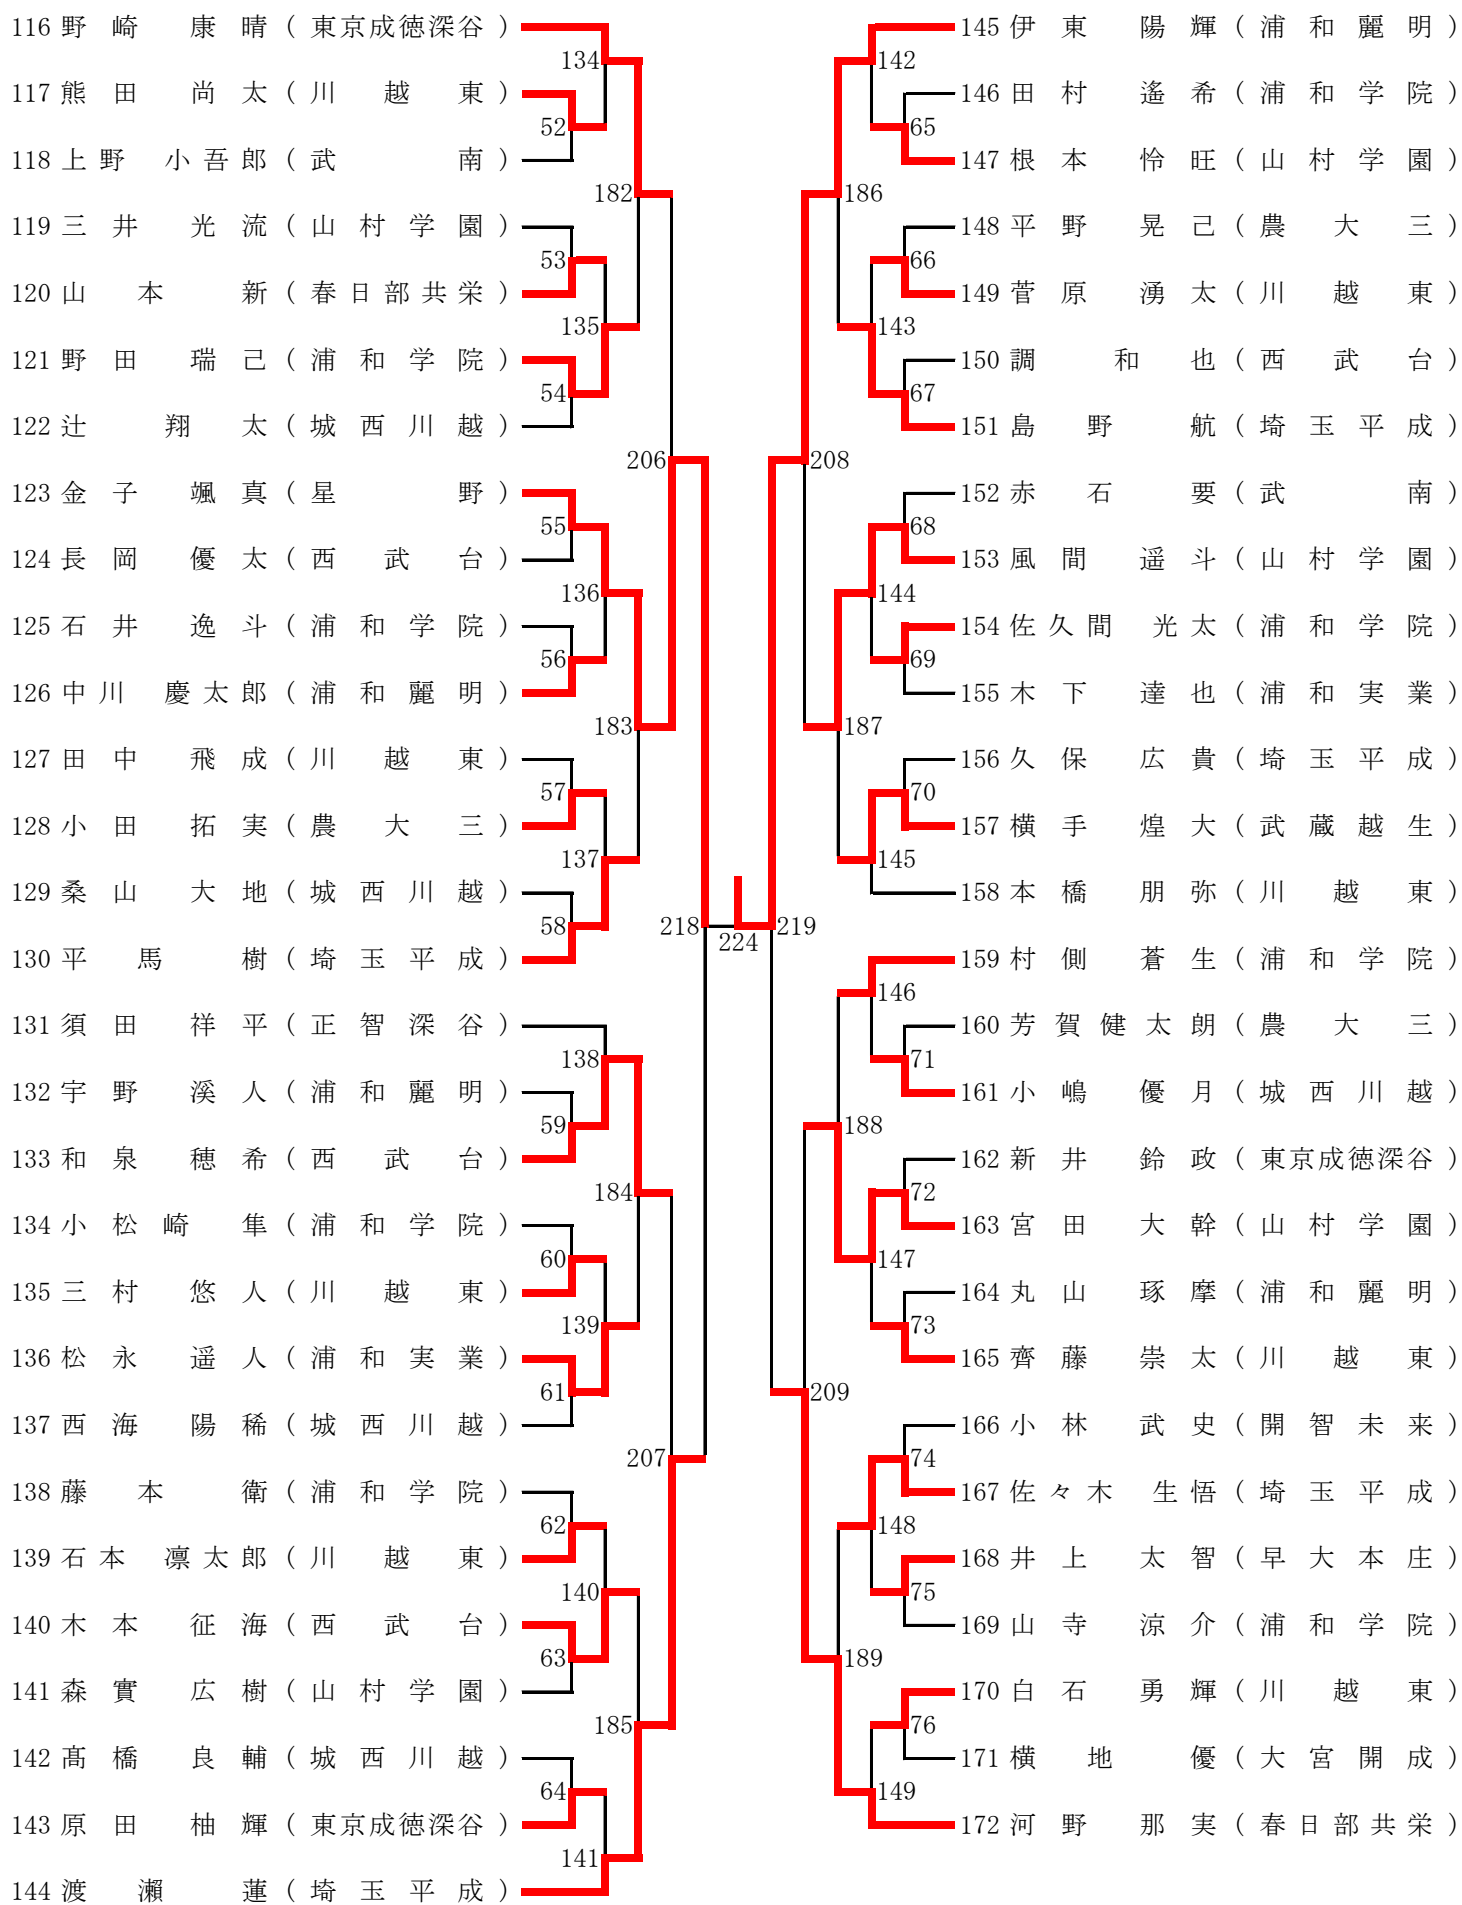 116 野崎 康晴 (東京成徳深谷)
117 熊田 尚太 (川越東)
118 上野 小吾郎 (武南)
119 三井 光流 (山村学園)
120 山本 新 (春日部共栄)
121 野田 瑞己 (浦和学院)
122 辻 翔太 (城西川越)
123 金子 颯真 (星野)
124 長岡 優太 (西武台)
125 石井 逸斗 (浦和学院)
126 中川 慶太郎 (浦和麗明)
127 田中 飛成 (川越東)
128 小田 拓実 (農大三)
129 桑山 大地 (城西川越)
130 平馬 樹 (埼玉平成)
131 須田 祥平 (正智深谷)
132 宇野 溪人 (浦和麗明)
133 和泉 穂希 (西武台)
134 小松崎 隼 (浦和学院)
135 三村 悠人 (川越東)
136 松永 遥人 (浦和実業)
137 西海 陽稀 (城西川越)
138 藤本 衛 (浦和学院)
139 石本 凛太郎 (川越東)
140 木本 征海 (西武台)
141 森實 広樹 (山村学園)
142 髙橋 良輔 (城西川越)
143 原田 柚輝 (東京成徳深谷)
144 渡瀬 蓮 (埼玉平成)
134
52
182
53
135
54
206
55
136
56
183
57
137
58
218
138
59
184
60
139
61
207
62
140
63
185
64
141
224
142
65
186
66
143
67
208
68
144
69
187
70
145
219
146
71
188
72
147
73
209
74
148
75
189
76
149
145 伊東 陽輝 (浦和麗明)
146 田村 遙希 (浦和学院)
147 根本 怜旺 (山村学園)
148 平野 晃己 (農大三)
149 菅原 湧太 (川越東)
150 調 和也 (西武台)
151 島野 航 (埼玉平成)
152 赤石 要 (武南)
153 風間 遥斗 (山村学園)
154 佐久間 光太 (浦和学院)
155 木下 達也 (浦和実業)
156 久保 広貴 (埼玉平成)
157 横手 煌大 (武蔵越生)
158 本橋 朋弥 (川越東)
159 村側 蒼生 (浦和学院)
160 芳賀 健太朗 (農大三)
161 小嶋 優月 (城西川越)
162 新井 鈴政 (東京成徳深谷)
163 宮田 大幹 (山村学園)
164 丸山 琢摩 (浦和麗明)
165 齊藤 崇太 (川越東)
166 小林 武史 (開智未来)
167 佐々木 生悟 (埼玉平成)
168 井上 太智 (早大本庄)
169 山寺 涼介 (浦和学院)
170 白石 勇輝 (川越東)
171 横地 優 (大宮開成)
172 河野 那実 (春日部共栄)